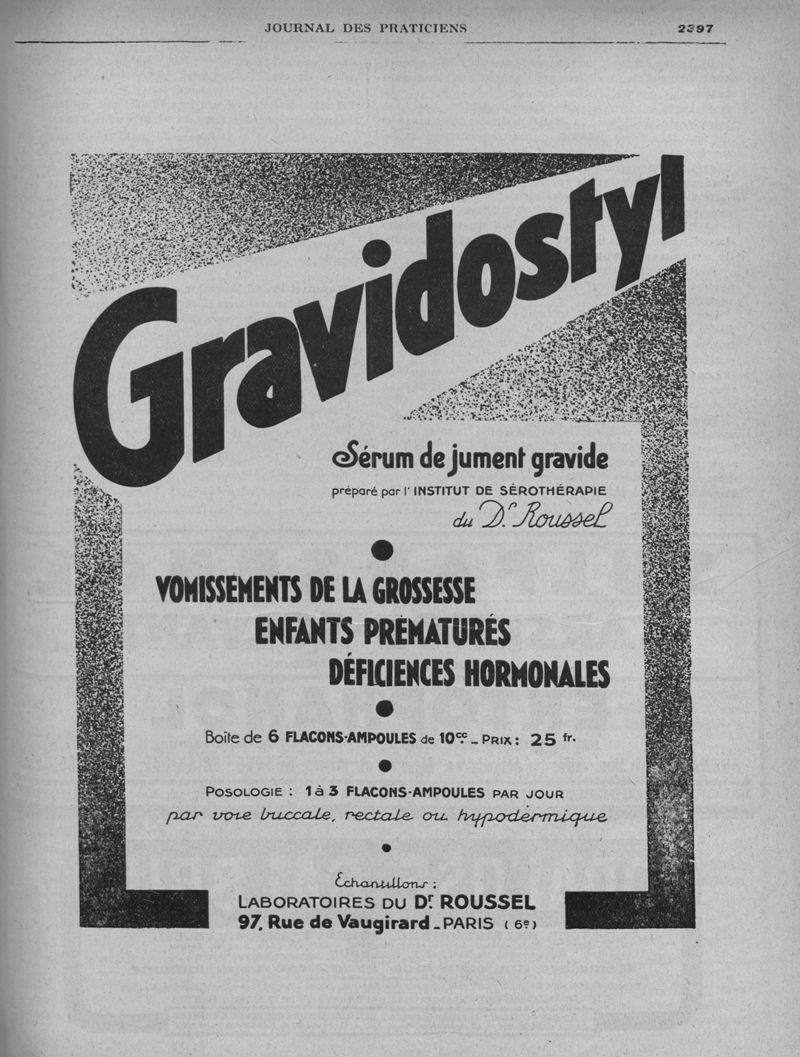 JOURNAL DES PRATICIENS 2397
Gravidostyl
Sérum de jument gravide
préparé par l'INSTITUT DE SÉROTHÉRAPIE
du Dr Roussel
VOMISSEMENTS DE LA GROSSESSE
ENFANTS PRÉMATURÉS
DÉFICIENCES HORMONALES
Boîte de 6 FLACONS-AMPOULES de 10cc. - PRIX : 25 fr.
POSOLOGIE : 1 à 3 FLACONS-AMPOULES PAR JOUR
par voie buccale, rectale ou hypodermique
Échantillons :
LABORATOIRES DU Dr ROUSSEL
97, Rue de Vaugirard - PARIS (6e)